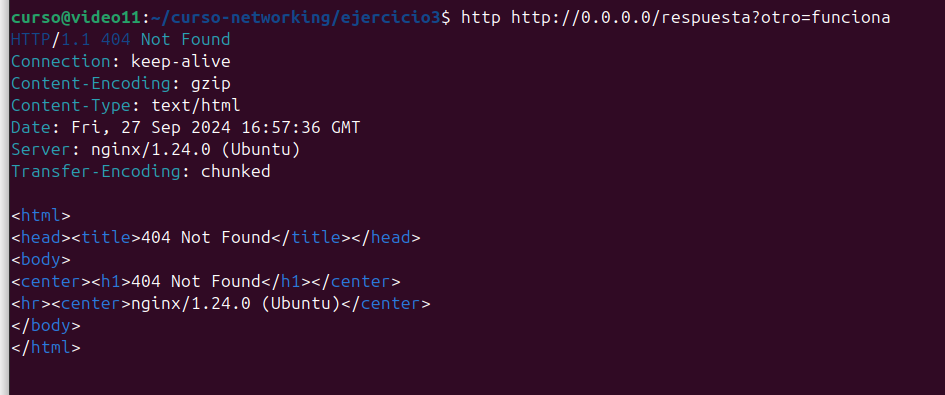 curso@video11:~/curso-networking/ejercicio3$ http http://0.0.0.0/respuesta?otro=funciona
HTTP/1.1 404 Not Found
Connection: keep-alive
Content-Encoding: gzip
Content-Type: text/html
Date: Fri, 27 Sep 2024 16:57:36 GMT
Server: nginx/1.24.0 (Ubuntu)
Transfer-Encoding: chunked

<html>
<head><title>404 Not Found</title></head>
<body>
<center><h1>404 Not Found</h1></center>
<hr><center>nginx/1.24.0 (Ubuntu)</center>
</body>
</html>